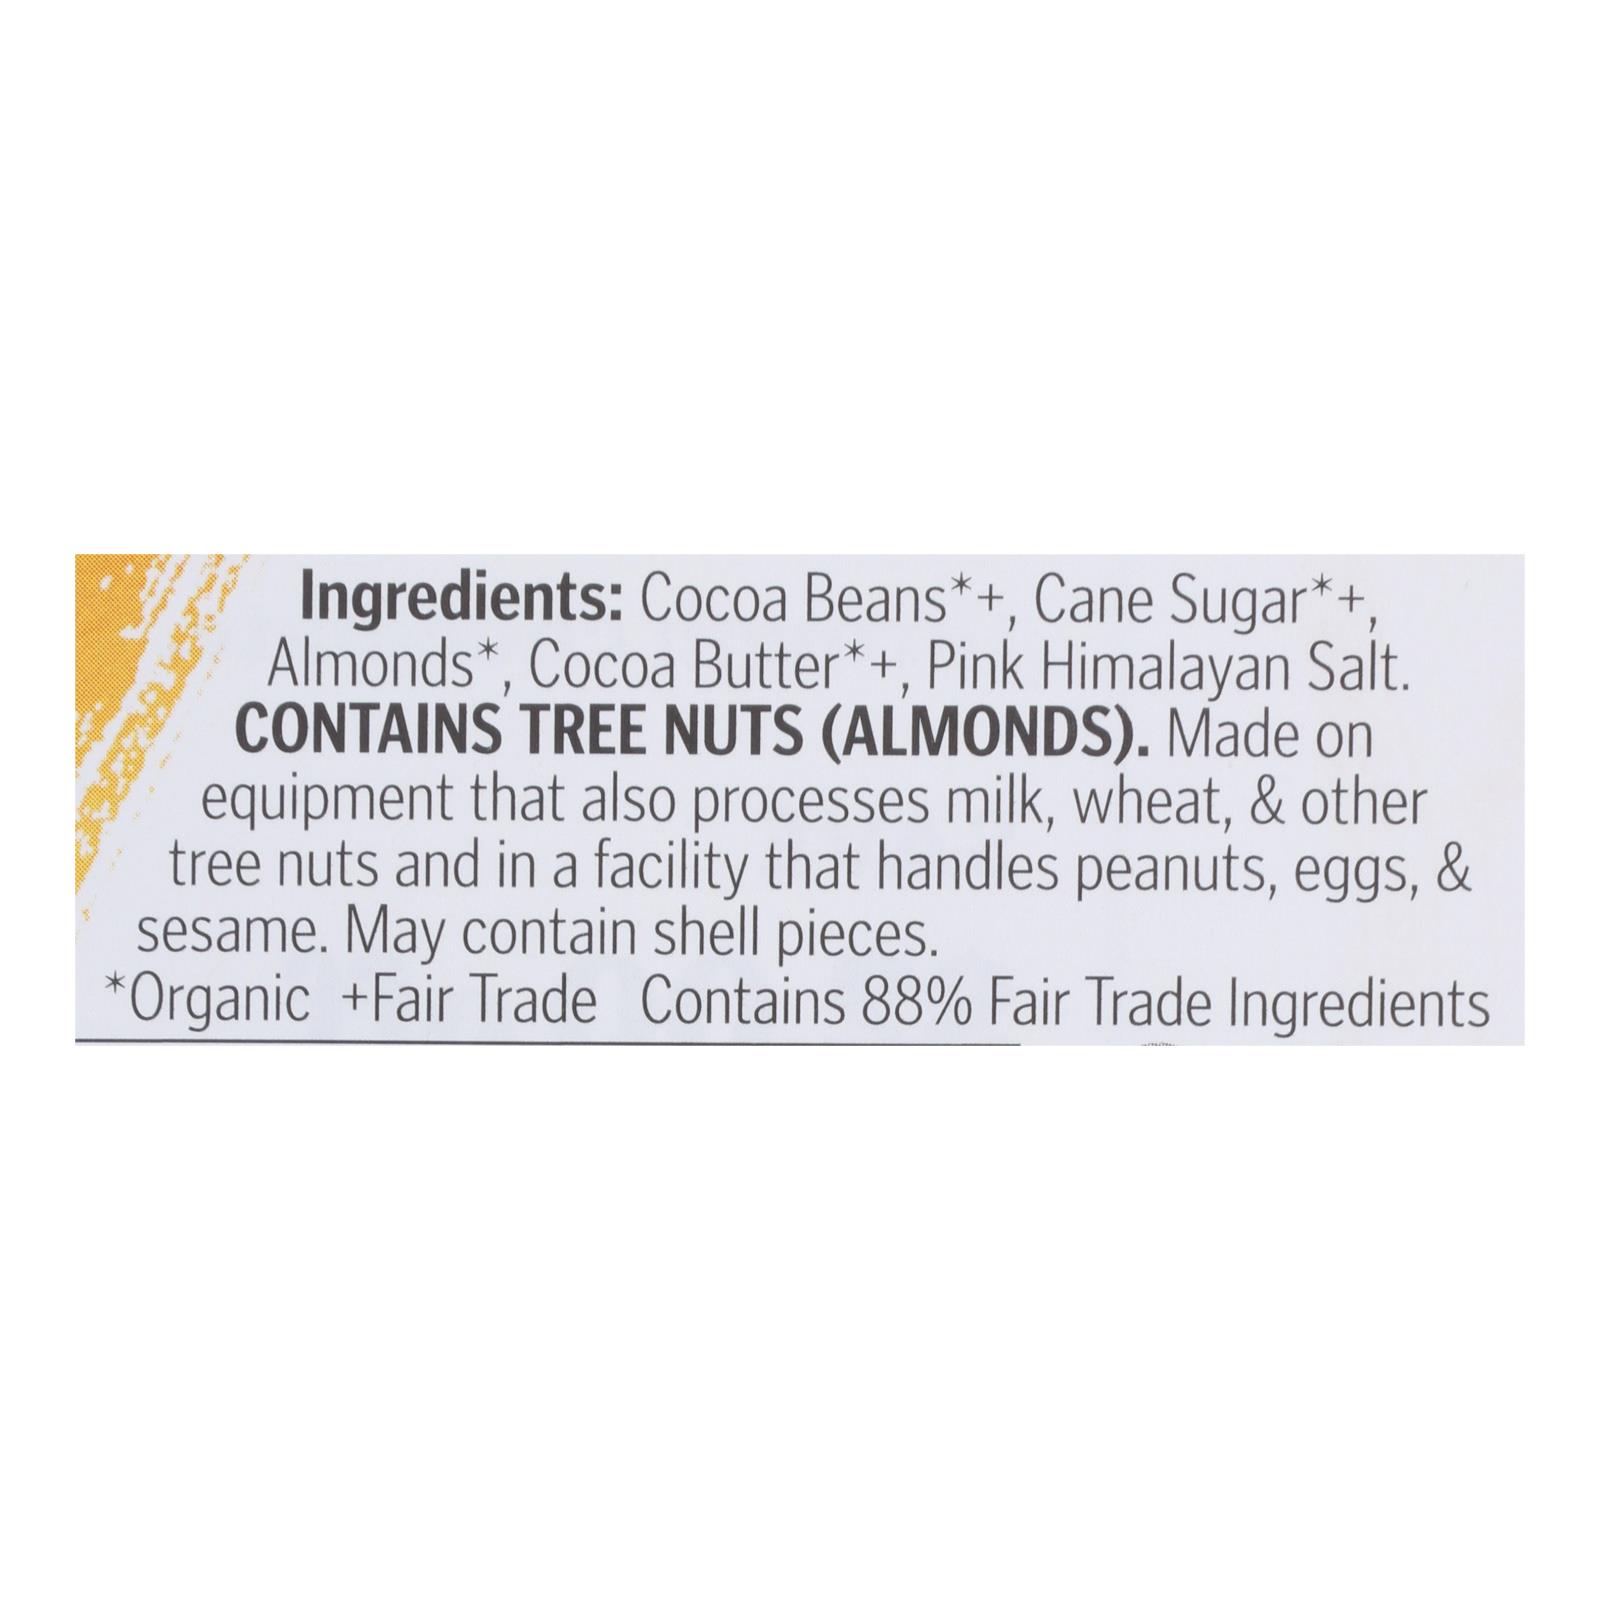 Ingredients: Cocoa Beans*+, Cane Sugar*+,
Almonds*, Cocoa Butter*+, Pink Himalayan Salt.
CONTAINS TREE NUTS (ALMONDS). Made on
equipment that also processes milk, wheat, & other
tree nuts and in a facility that handles peanuts, eggs, &
sesame. May contain shell pieces.
*Organic +Fair Trade Contains 88% Fair Trade Ingredients